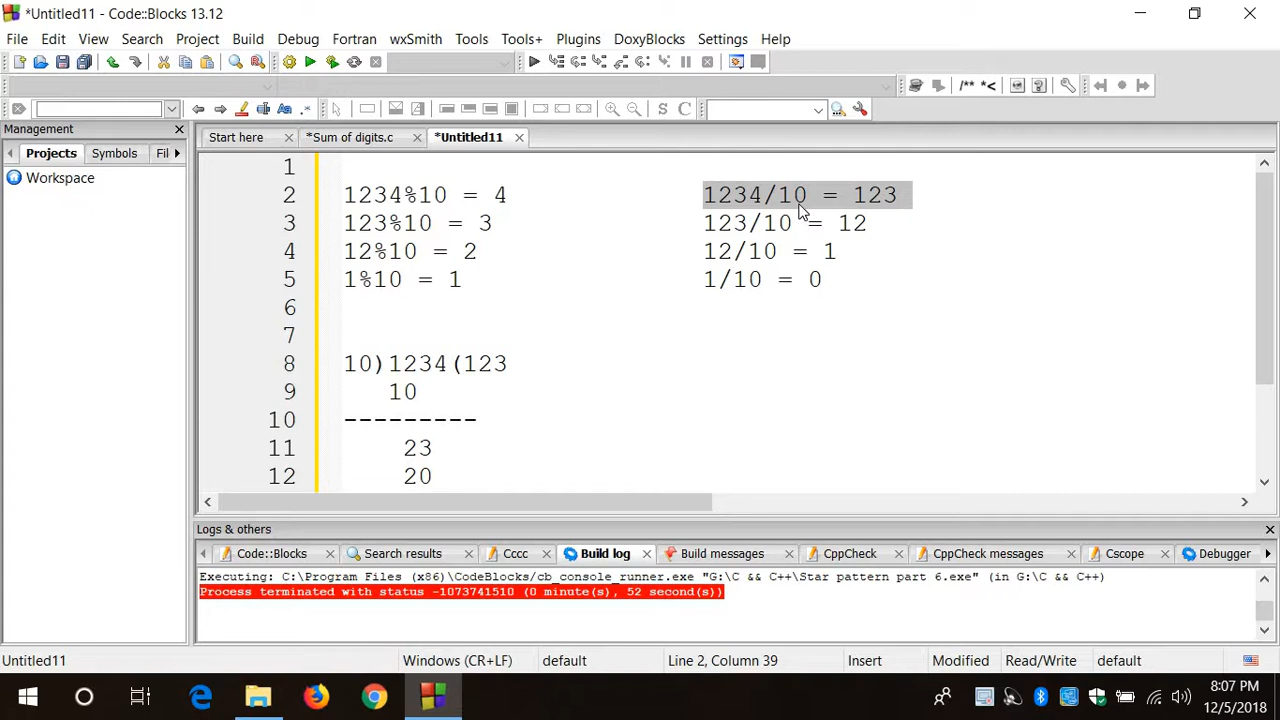 *Untitled11 - Code::Blocks 13.12
File Edit View Search Project Build Debug Fortran wxSmith Tools Tools+ Plugins DoxyBlocks Settings Help
/** *<
S C
Management
Projects Symbols Fil
Workspace
Start here *Sum of digits.c *Untitled11
1
2 1234%10 = 4 1234/10 = 123
3 123%10 = 3 123/10 = 12
4 12%10 = 2 12/10 = 1
5 1%10 = 1 1/10 = 0
6
7
8 10)1234(123
9 10
10 ---------
11 23
12 20
Logs & others
Code::Blocks Search results Cccc Build log Build messages CppCheck CppCheck messages Cscope Debugger
Executing: C:\Program Files (x86)\CodeBlocks/cb_console_runner.exe "G:\C && C++\Star pattern part 6.exe" (in G:\C && C++)
Process terminated with status -1073741510 (0 minute(s), 52 second(s))
Untitled11 Windows (CR+LF) default Line 2, Column 39 Insert Modified Read/Write default
8:07 PM
12/5/2018